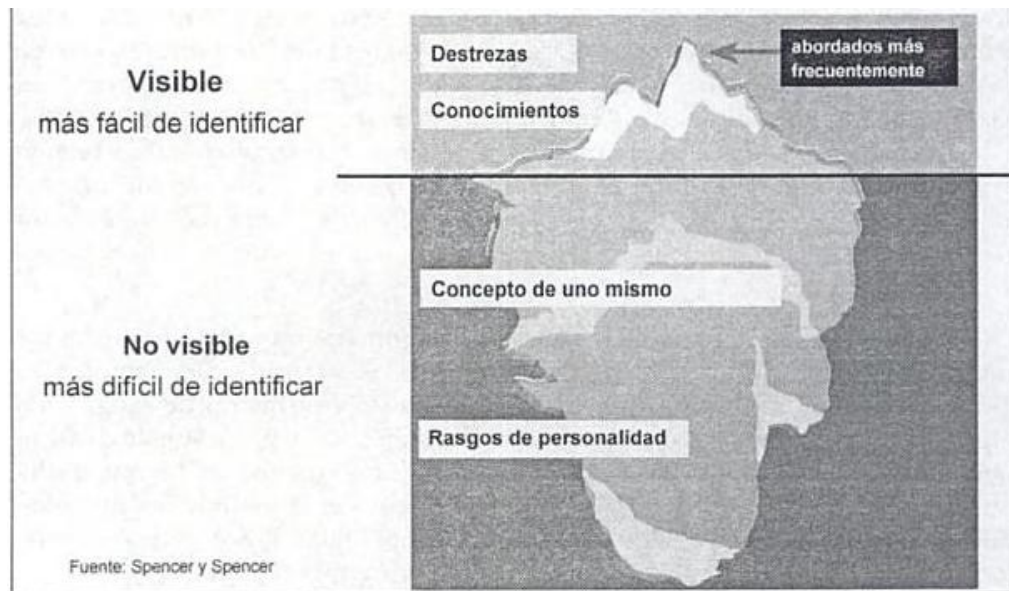 Visible
más fácil de identificar
Destrezas
Conocimientos
abordados más
frecuentemente
No visible
más difícil de identificar
Concepto de uno mismo
Rasgos de personalidad
Fuente: Spencer y Spencer